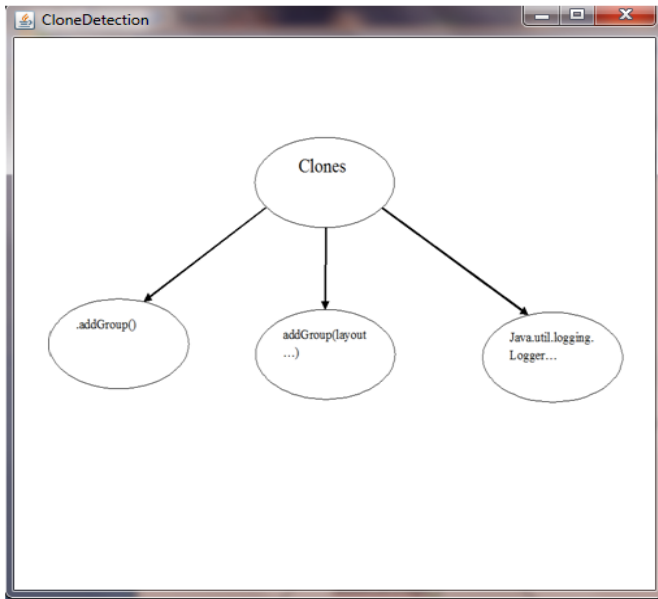 CloneDetection
Clones
.addGroup()
addGroup(layout
...)
Java.util.logging.
Logger...